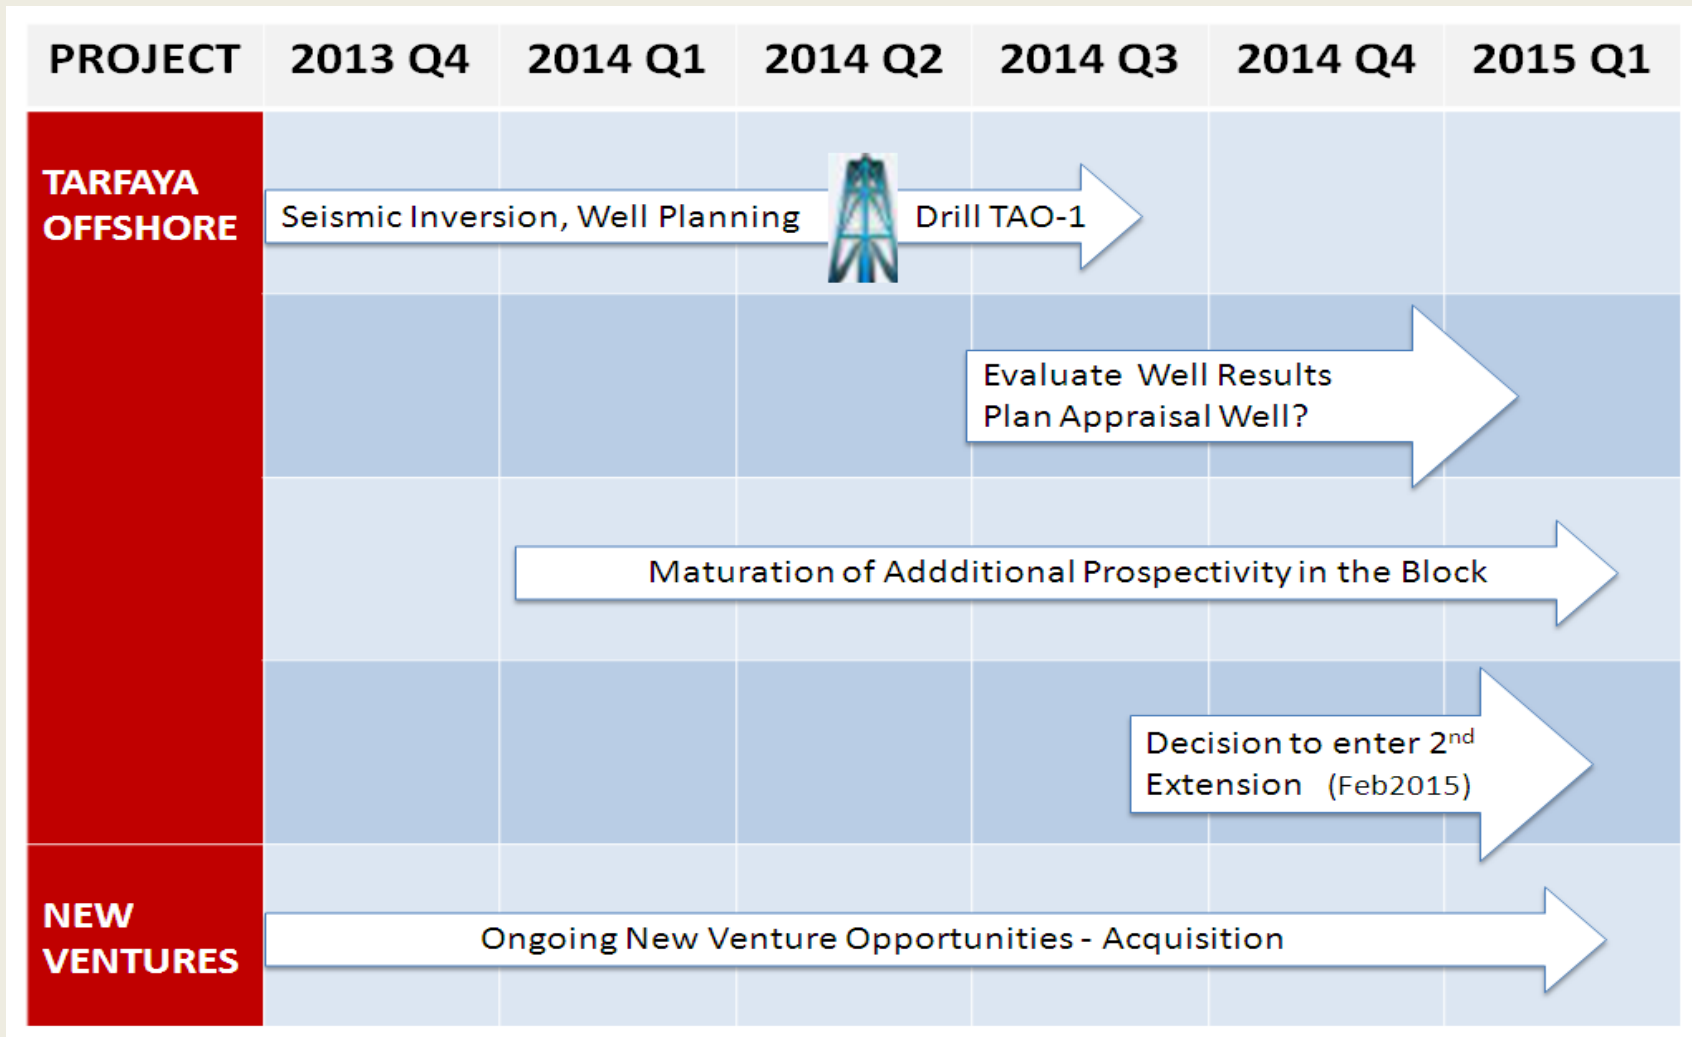 PROJECT 2013 Q4 2014 Q1 2014 Q2 2014 Q3 2014 Q4 2015 Q1
TARFAYA
OFFSHORE
Seismic Inversion, Well Planning Drill TAO-1
Evaluate Well Results
Plan Appraisal Well?
Maturation of Addditional Prospectivity in the Block
Decision to enter 2nd
Extension (Feb2015)
NEW
VENTURES
Ongoing New Venture Opportunities - Acquisition